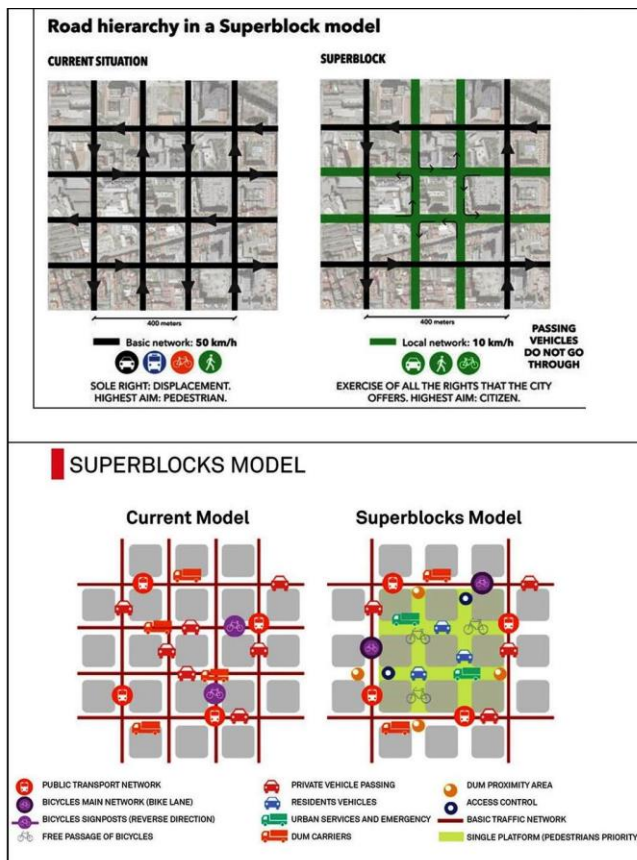 Road hierarchy in a Superblock model
CURRENT SITUATION
SUPERBLOCK
400 meters
400 meters
Basic network: 50 km/h
Local network: 10 km/h
PASSING
VEHICLES
DO NOT GO
THROUGH
SOLE RIGHT: DISPLACEMENT.
HIGHEST AIM: PEDESTRIAN.
EXERCISE OF ALL THE RIGHTS THAT THE CITY
OFFERS. HIGHEST AIM: CITIZEN.
SUPERBLOCKS MODEL
Current Model
Superblocks Model
PUBLIC TRANSPORT NETWORK
BICYCLES MAIN NETWORK (BIKE LANE)
BICYCLES SIGNPOSTS (REVERSE DIRECTION)
FREE PASSAGE OF BICYCLES
PRIVATE VEHICLE PASSING
RESIDENTS VEHICLES
URBAN SERVICES AND EMERGENCY
DUM CARRIERS
DUM PROXIMITY AREA
ACCESS CONTROL
BASIC TRAFFIC NETWORK
SINGLE PLATFORM (PEDESTRIANS PRIORITY